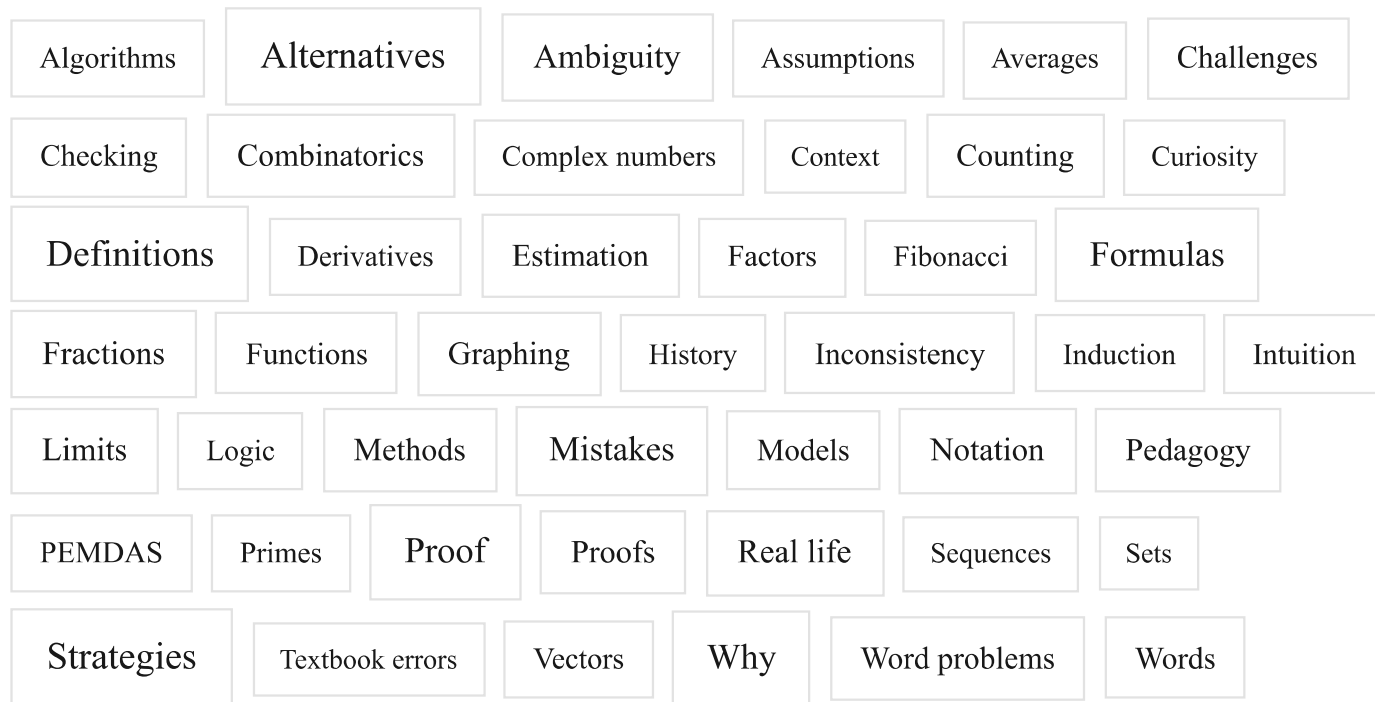 Algorithms Alternatives Ambiguity Assumptions Averages Challenges
Checking Combinatorics Complex numbers Context Counting Curiosity
Definitions Derivatives Estimation Factors Fibonacci Formulas
Fractions Functions Graphing History Inconsistency Induction Intuition
Limits Logic Methods Mistakes Models Notation Pedagogy
PEMDAS Primes Proof Proofs Real life Sequences Sets
Strategies Textbook errors Vectors Why Word problems Words